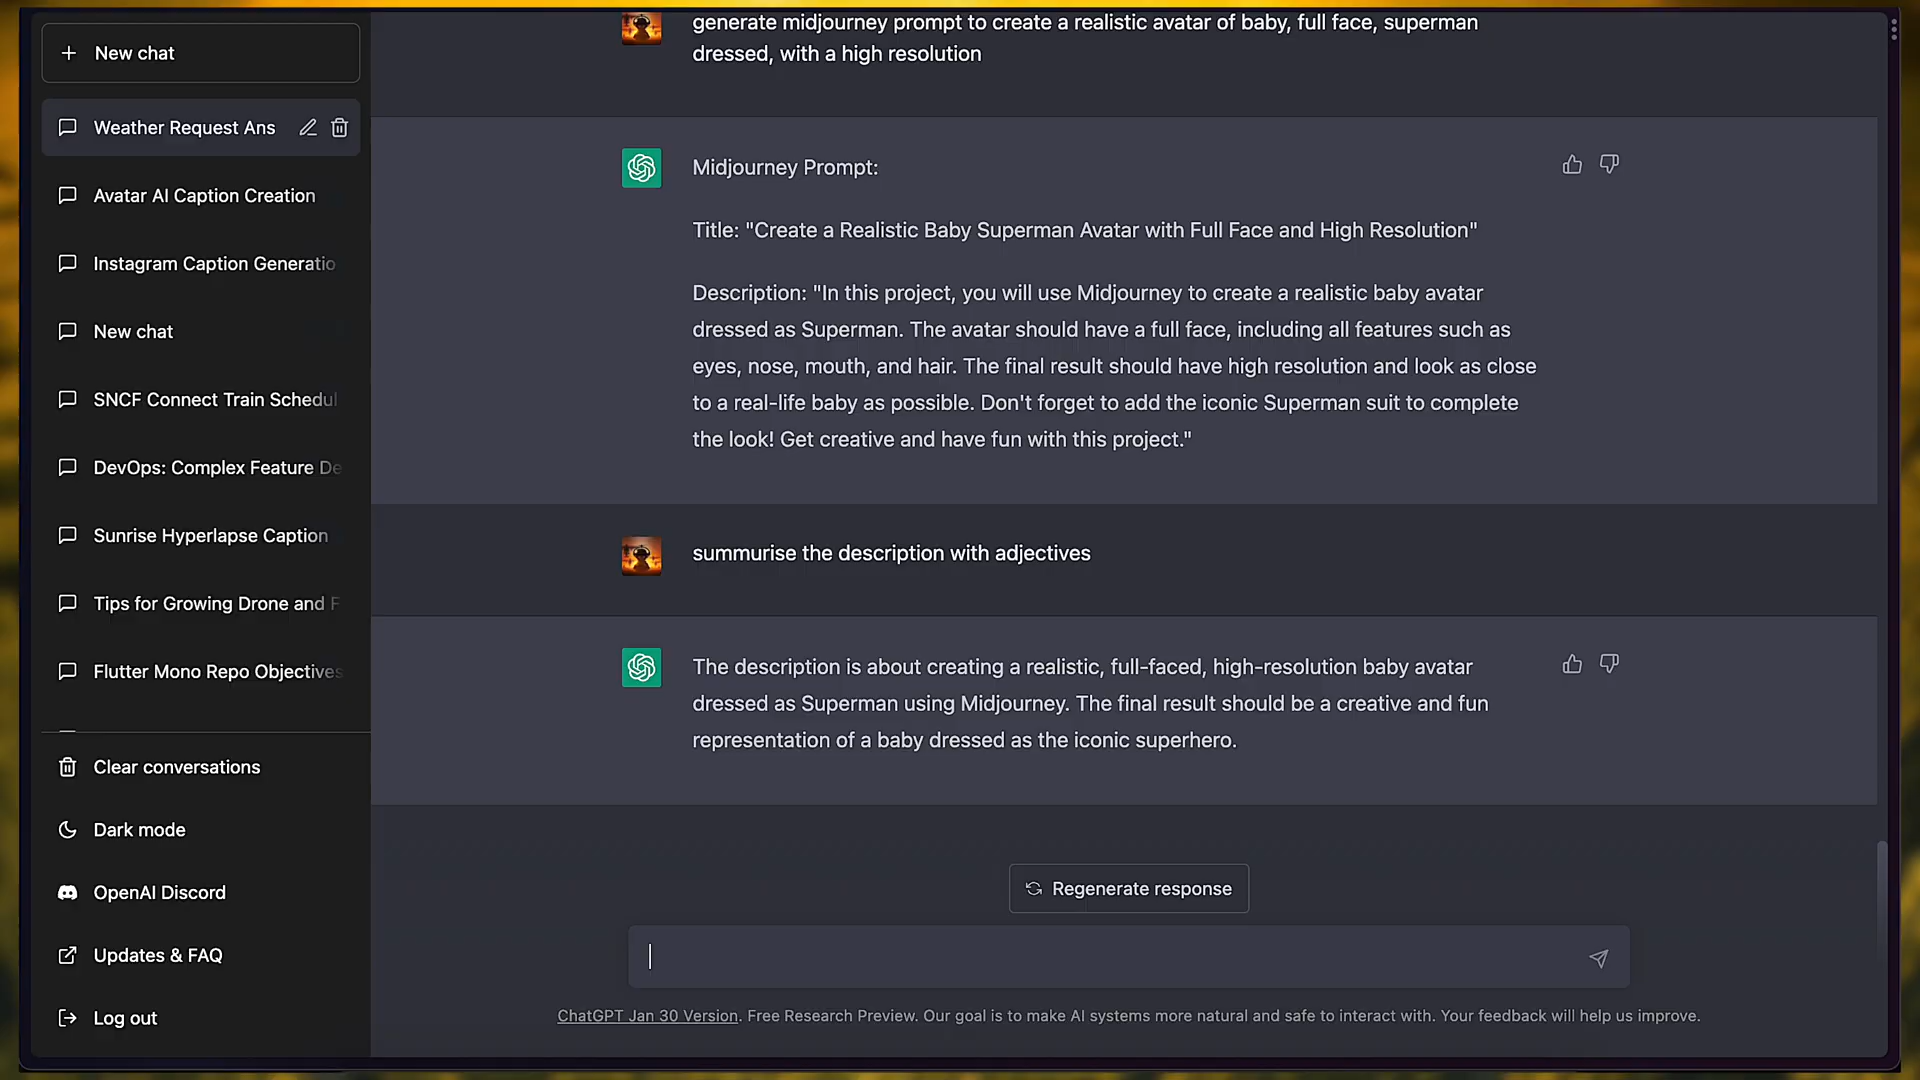 New chat
Weather Request Ans
Avatar AI Caption Creation
Instagram Caption Generatio
New chat
SNCF Connect Train Schedul
DevOps: Complex Feature De
Sunrise Hyperlapse Caption
Tips for Growing Drone and F
Flutter Mono Repo Objectives
Clear conversations
Dark mode
OpenAI Discord
Updates & FAQ
Log out
generate midjourney prompt to create a realistic avatar of baby, full face, superman
dressed, with a high resolution
Midjourney Prompt:
Title: "Create a Realistic Baby Superman Avatar with Full Face and High Resolution"
Description: "In this project, you will use Midjourney to create a realistic baby avatar
dressed as Superman. The avatar should have a full face, including all features such as
eyes, nose, mouth, and hair. The final result should have high resolution and look as close
to a real-life baby as possible. Don't forget to add the iconic Superman suit to complete
the look! Get creative and have fun with this project."
summurise the description with adjectives
The description is about creating a realistic, full-faced, high-resolution baby avatar
dressed as Superman using Midjourney. The final result should be a creative and fun
representation of a baby dressed as the iconic superhero.
Regenerate response
ChatGPT Jan 30 Version. Free Research Preview. Our goal is to make AI systems more natural and safe to interact with. Your feedback will help us improve.